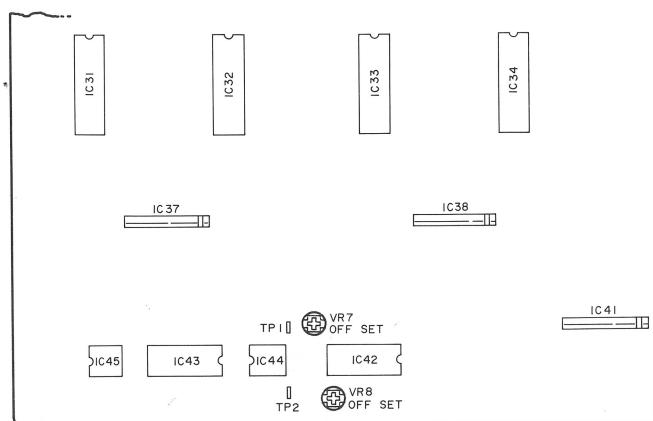 IC31
IC32
IC33
IC34
IC37
IC38
IC41
TP1
VR7
OFF SET
IC45
IC43
IC44
IC42
TP2
VR8
OFF SET